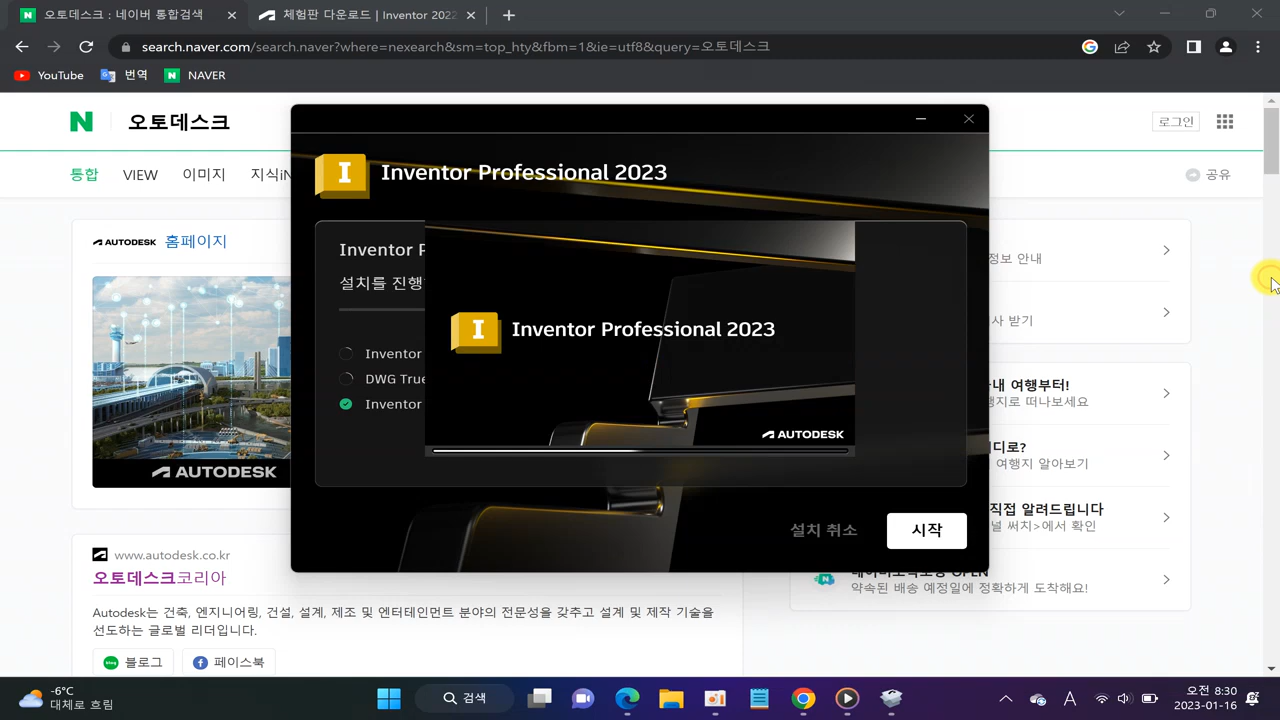 오토데스크 : 네이버 통합검색
체험판 다운로드 | Inventor 2022
search.naver.com/search.naver?where=nexearch&sm=top_hty&fbm=1&ie=utf8&query=오토데스크
YouTube
번역
NAVER
오토데스크
로그인
통합
VIEW
이미지
지식iN
공유
AUTODESK 홈페이지
AUTODESK
www.autodesk.co.kr
오토데스크코리아
Autodesk는 건축, 엔지니어링, 건설, 설계, 제조 및 엔터테인먼트 분야의 전문성을 갖추고 설계 및 제작 기술을
선도하는 글로벌 리더입니다.
블로그
페이스북
Inventor Professional 2023
Inventor
설치를 진행
Inventor
DWG
Inventor
Inventor Professional 2023
AUTODESK
설치 취소
시작
정보 안내
받기
여행부터!
떠나보세요
여행지 알아보기
직접 알려드립니다
써치>에서 확인
OPEN
약속된 배송 예정일에 정확하게 도착해요!
-6°C
대체로 흐림
검색
A
오전 8:30
2023-01-16